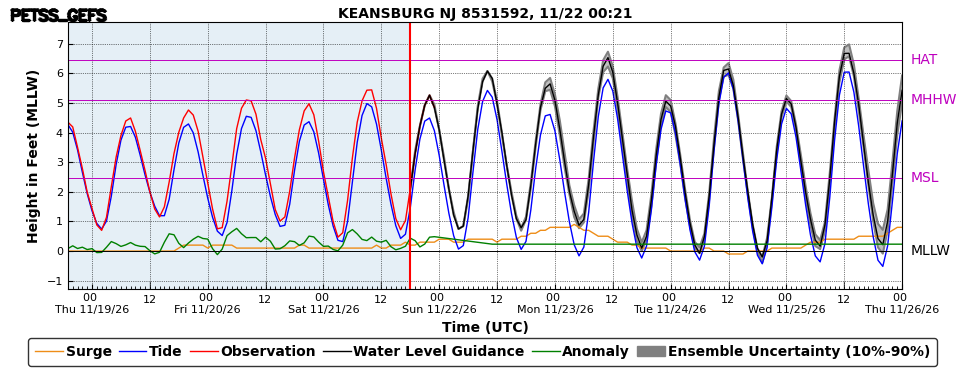 PETSS_GEFS
KEANSBURG NJ 8531592, 11/22 00:21
Height in Feet (MLLW)
7
6
5
4
3
2
1
0
−1
HAT
MHHW
MSL
MLLW
00 12 00 12 00 12 00 12 00 12 00 12 00 12 00
Thu 11/19/26 Fri 11/20/26 Sat 11/21/26 Sun 11/22/26 Mon 11/23/26 Tue 11/24/26 Wed 11/25/26 Thu 11/26/26
Time (UTC)
Surge Tide Observation Water Level Guidance Anomaly Ensemble Uncertainty (10%-90%)